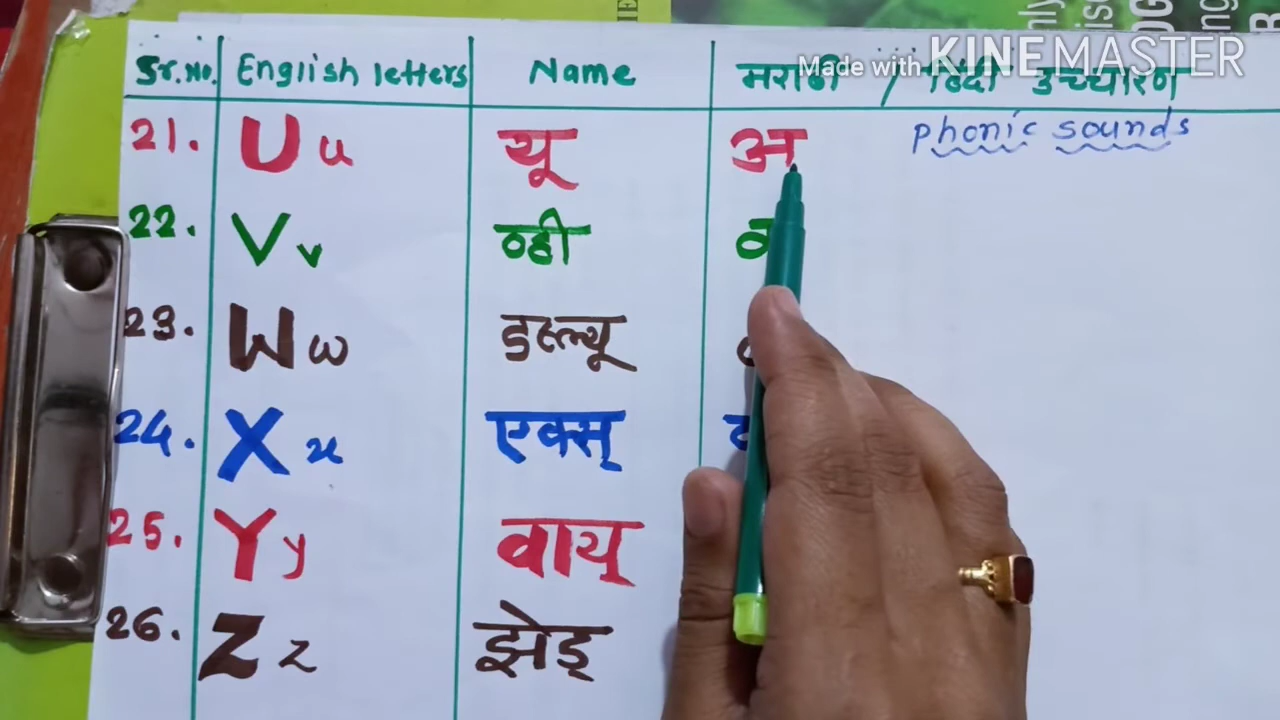 Made with KINEMASTER
Sr.No. English letters Name मराठी / हिंदी उच्चारण
phonic sounds
21. U u यू अ
22. V v व्ही व
23. W w डब्ल्यू
24. X x एक्स्
25. Y y वाय्
26. Z z झेड्